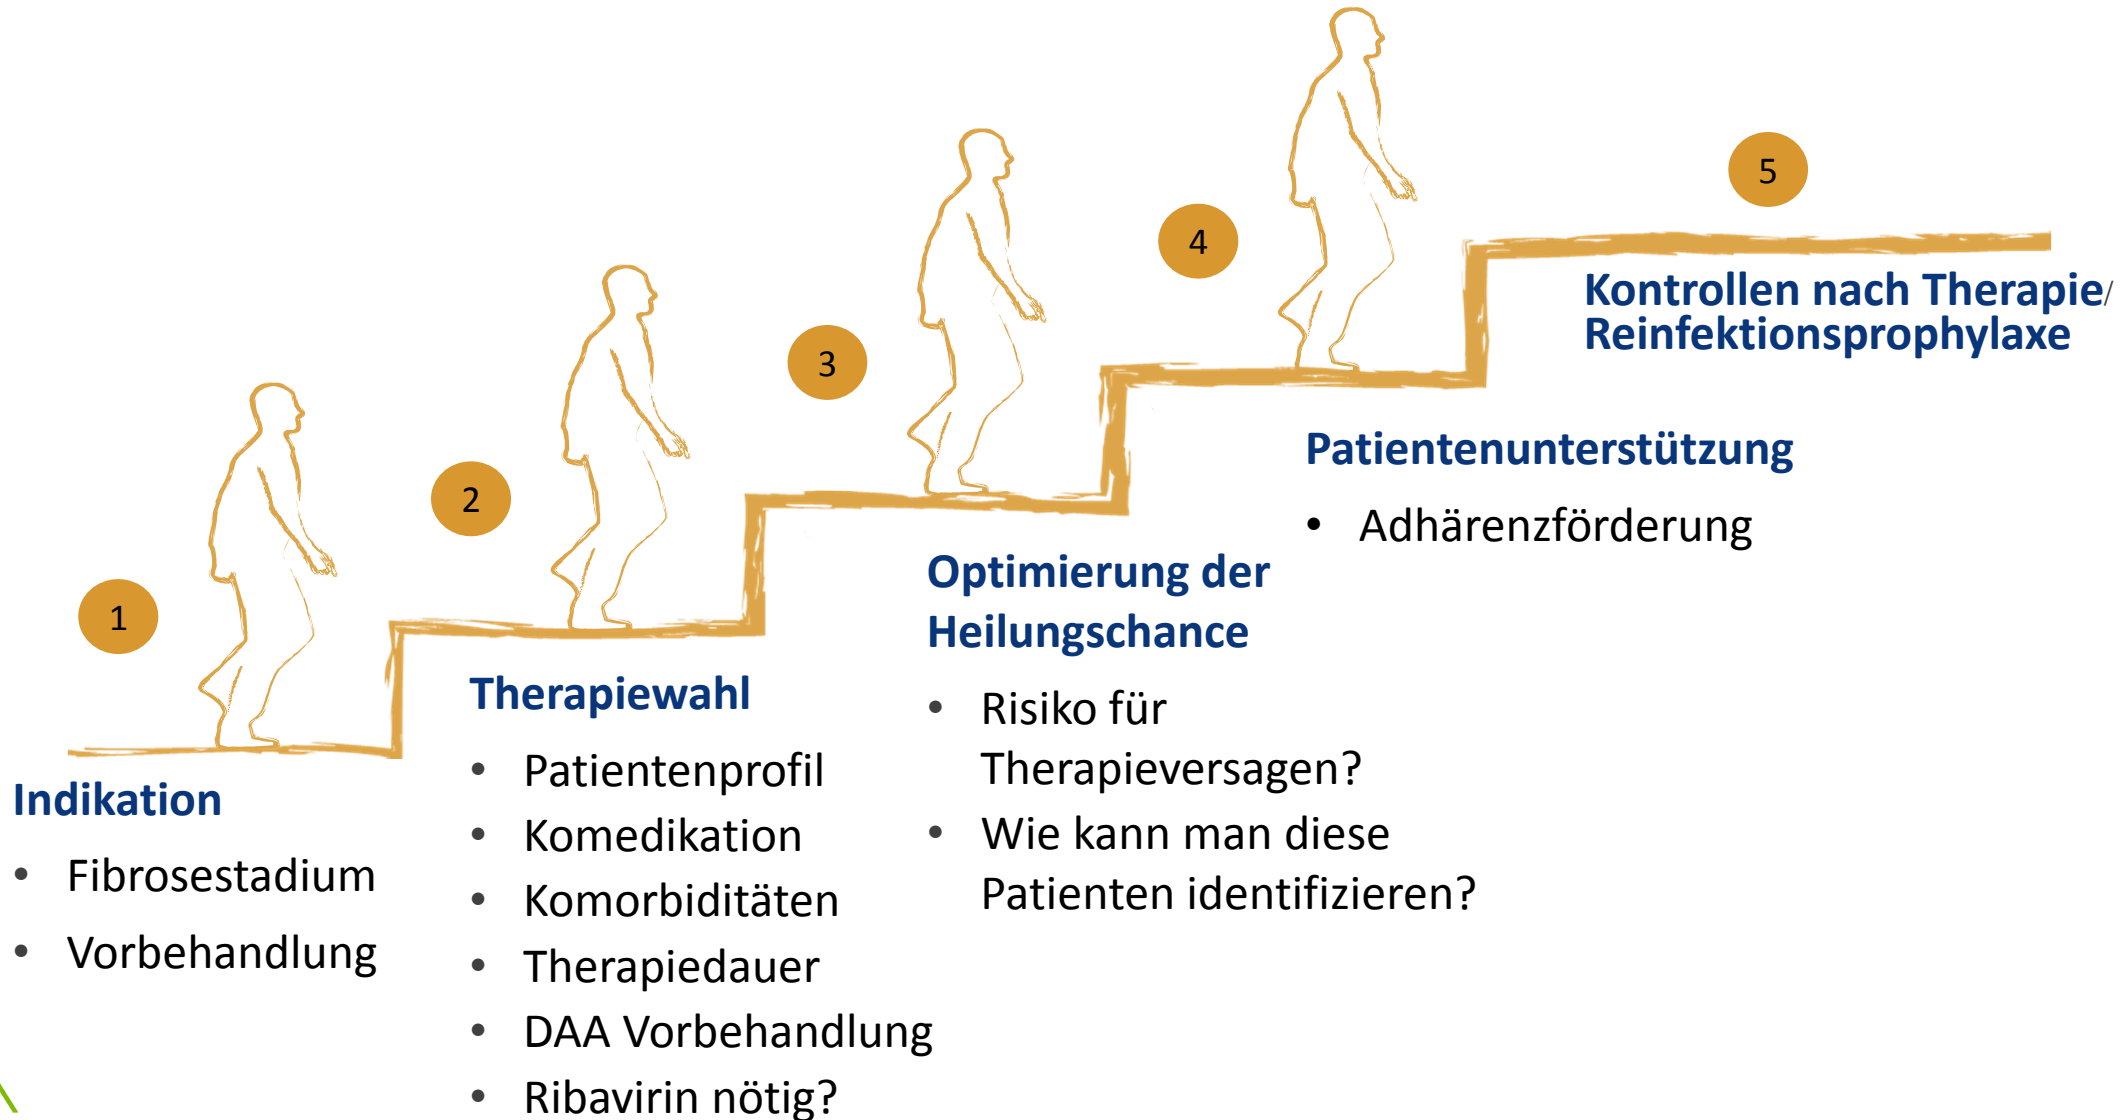 1
Indikation
• Fibrosestadium
• Vorbehandlung
2
Therapiewahl
• Patientenprofil
• Komedikation
• Komorbiditäten
• Therapiedauer
• DAA Vorbehandlung
• Ribavirin nötig?
3
Optimierung der
Heilungschance
• Risiko für
Therapieversagen?
• Wie kann man diese
Patienten identifizieren?
4
Patientenunterstützung
• Adhärenzförderung
5
Kontrollen nach Therapie/
Reinfektionsprophylaxe